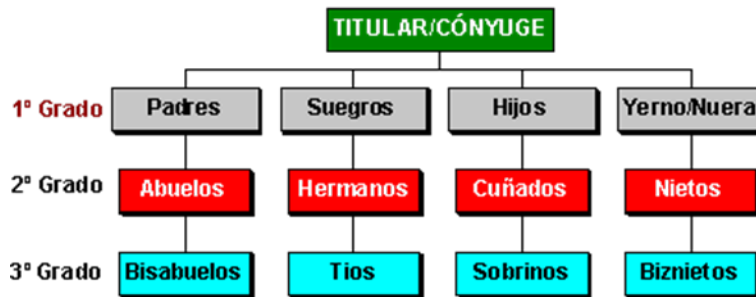 TITULAR/CÓNYUGE
1º Grado Padres Suegros Hijos Yerno/Nuera
2º Grado Abuelos Hermanos Cuñados Nietos
3º Grado Bisabuelos Tios Sobrinos Biznietos